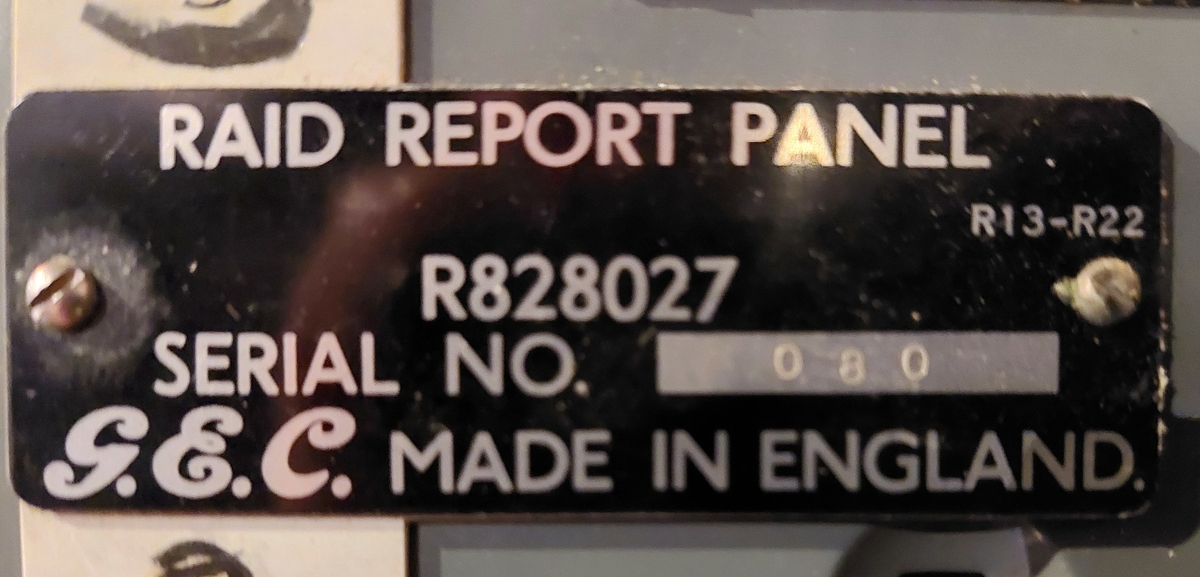 RAID REPORT PANEL
R13-R22
R828027
SERIAL NO. 080
G.E.C. MADE IN ENGLAND.